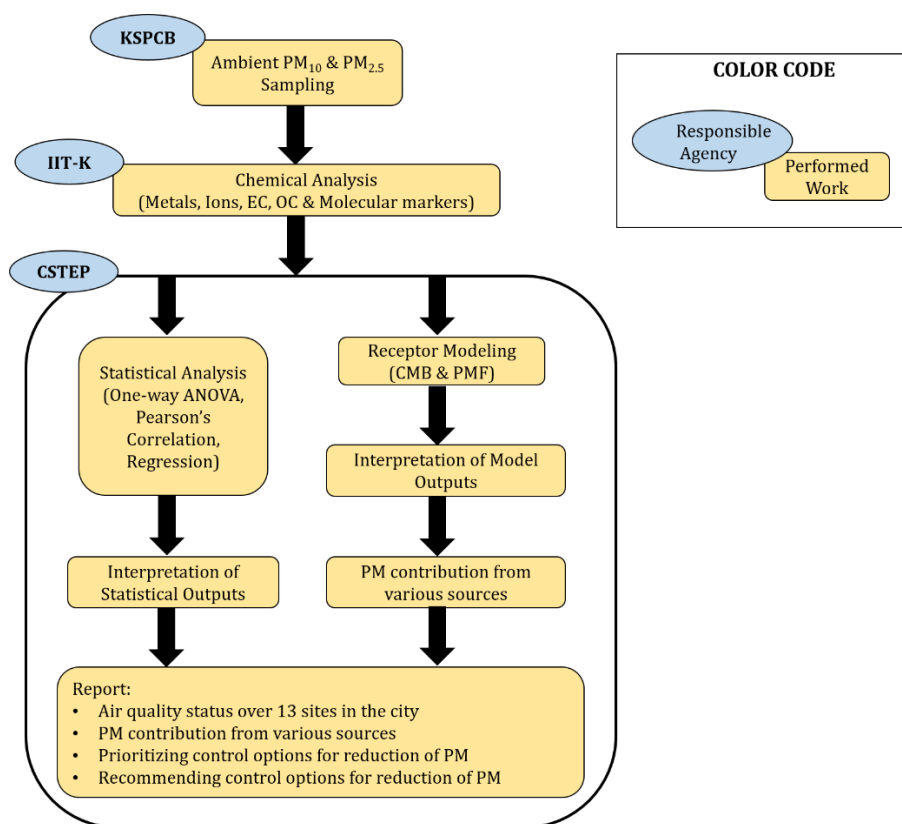 KSPCB
Ambient PM₁₀ & PM₂.₅
Sampling
COLOR CODE
Responsible
Agency
Performed
Work
IIT-K
Chemical Analysis
(Metals, Ions, EC, OC & Molecular markers)
CSTEP
Statistical Analysis
(One-way ANOVA,
Pearson's
Correlation,
Regression)
Receptor Modeling
(CMB & PMF)
Interpretation of Model
Outputs
Interpretation of
Statistical Outputs
PM contribution from
various sources
Report:
• Air quality status over 13 sites in the city
• PM contribution from various sources
• Prioritizing control options for reduction of PM
• Recommending control options for reduction of PM